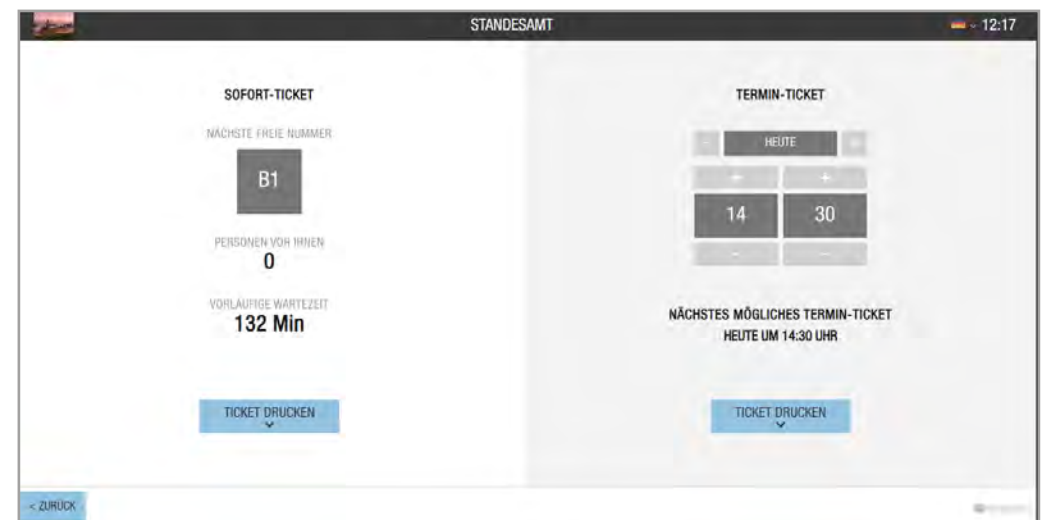 STANDESAMT
12:17
SOFORT-TICKET
NÄCHSTE FREIE NUMMER
B1
PERSONEN VOR IHNEN
0
VORLÄUFIGE WARTEZEIT
132 Min
TICKET DRUCKEN
TERMIN-TICKET
- HEUTE +
+ +
14 30
- -
NÄCHSTES MÖGLICHES TERMIN-TICKET
HEUTE UM 14:30 UHR
TICKET DRUCKEN
< ZURÜCK